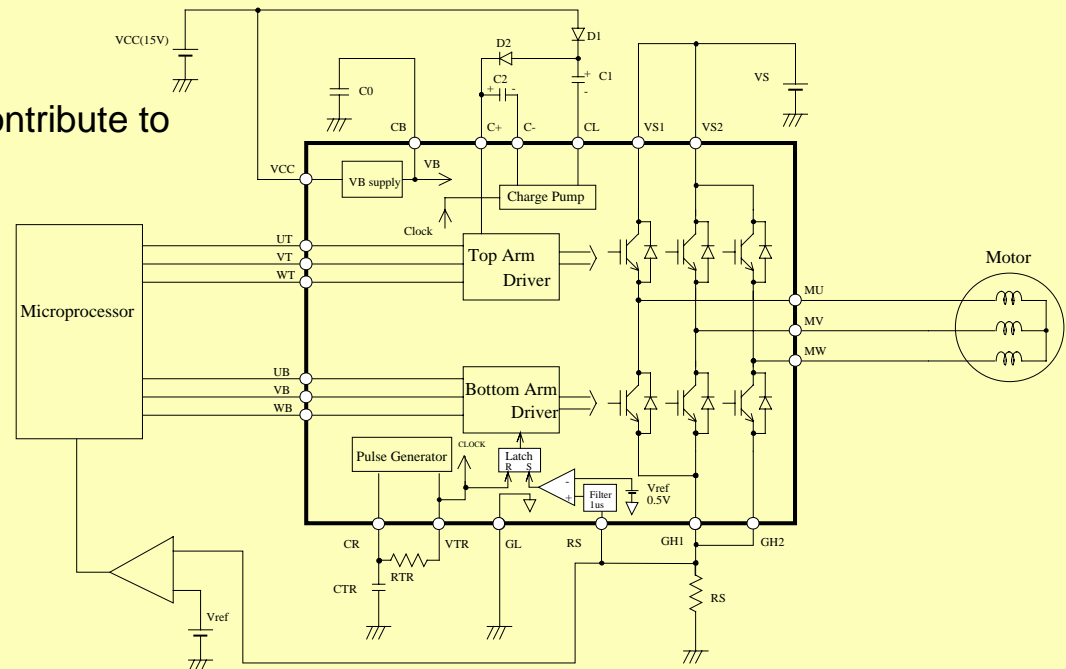 ontribute to
VCC(15V)
D1
D2
C2
+ -
+
-
C1
C0
VS
CB
C+
C-
CL
VS1
VS2
VCC
VB supply
VB
Charge Pump
Clock
UT
VT
WT
Top Arm
Driver
Motor
MU
MV
MW
Microprocessor
UB
VB
WB
Bottom Arm
Driver
Pulse Generator
CLOCK
Latch
R S
-
+
Filter
1us
Vref
0.5V
CR
VTR
GL
RS
GH1
GH2
RTR
CTR
RS
Vref